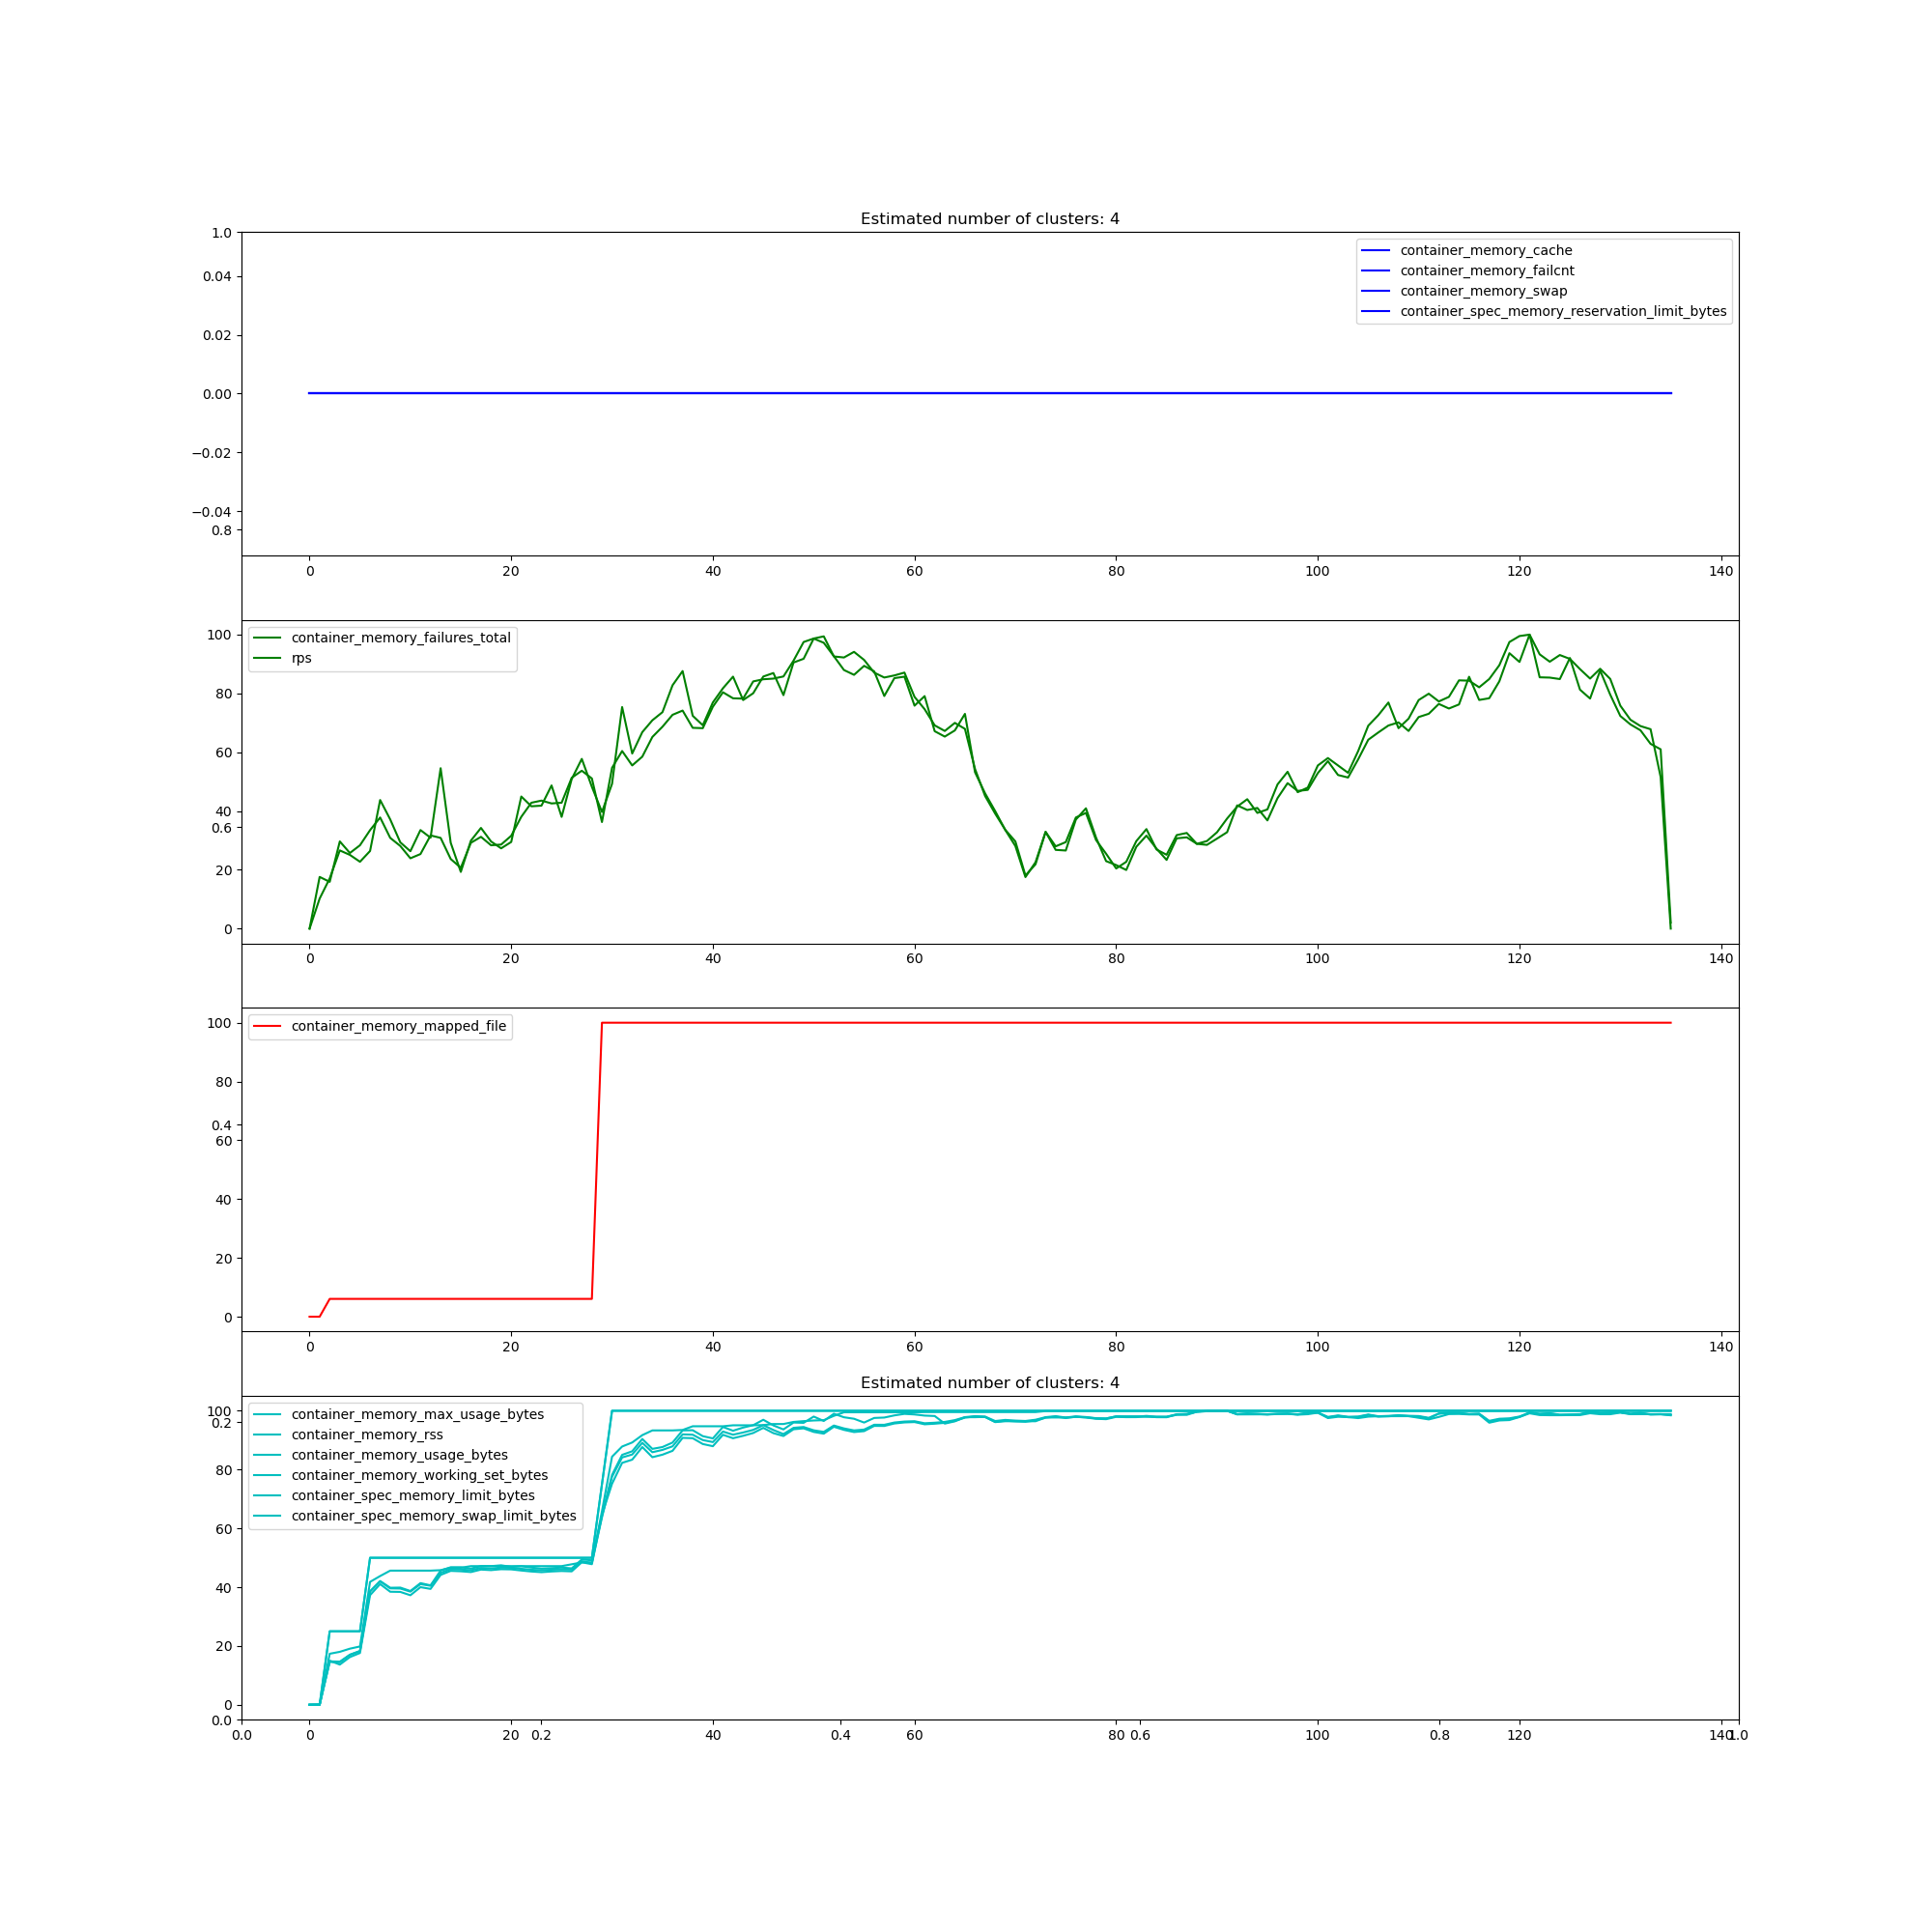 Estimated number of clusters: 4
1.0
container_memory_cache
0.04
container_memory_failcnt
container_memory_swap
container_spec_memory_reservation_limit_bytes
0.02
0.00
−0.02
−0.04
0.8
0 20 40 60 80 100 120 140
100
container_memory_failures_total
rps
80
60
40
0.6
20
0
0 20 40 60 80 100 120 140
100
container_memory_mapped_file
80
0.4
60
40
20
0
0 20 40 60 80 100 120 140
Estimated number of clusters: 4
100
container_memory_max_usage_bytes
0.2
container_memory_rss
container_memory_usage_bytes
80
container_memory_working_set_bytes
container_spec_memory_limit_bytes
container_spec_memory_swap_limit_bytes
60
40
20
0
0.0
0.0 0 20 0.2 40 0.4 60 80 0.6 100 0.8 120 140 1.0